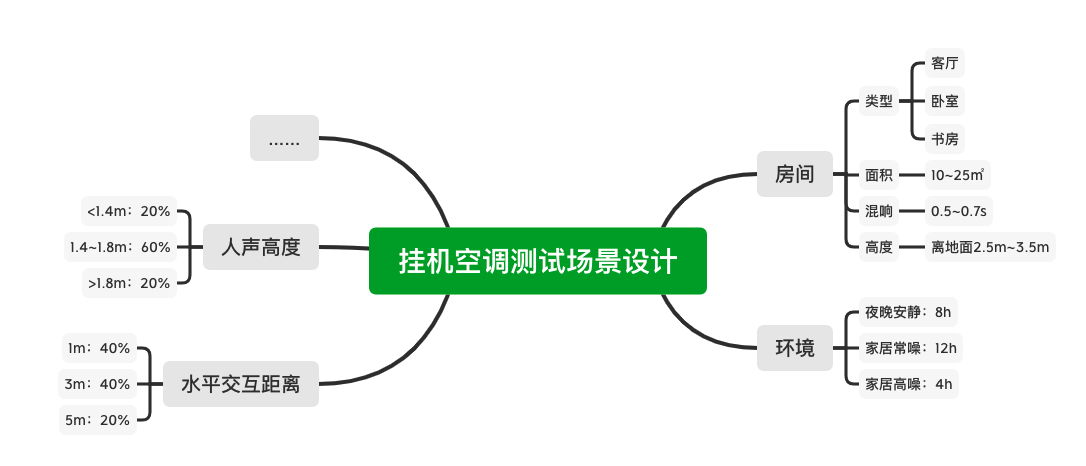 挂机空调测试场景设计
房间
类型
客厅
卧室
书房
面积
10~25㎡
混响
0.5~0.7s
高度
离地面2.5m~3.5m
环境
夜晚安静：8h
家居常噪：12h
家居高噪：4h
……
人声高度
<1.4m：20%
1.4~1.8m：60%
>1.8m：20%
水平交互距离
1m：40%
3m：40%
5m：20%